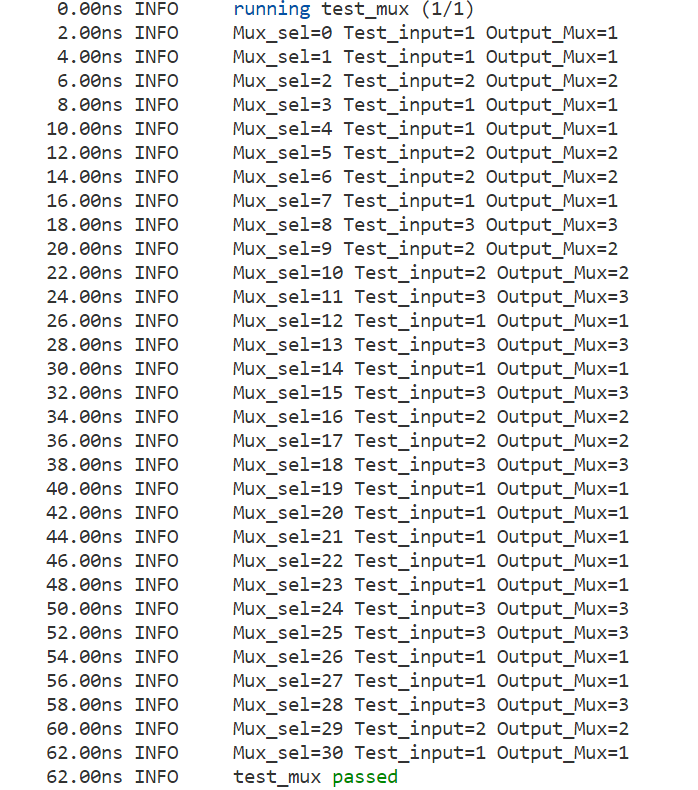 0.00ns INFO     running test_mux (1/1)
2.00ns INFO     Mux_sel=0 Test_input=1 Output_Mux=1
4.00ns INFO     Mux_sel=1 Test_input=1 Output_Mux=1
6.00ns INFO     Mux_sel=2 Test_input=2 Output_Mux=2
8.00ns INFO     Mux_sel=3 Test_input=1 Output_Mux=1
10.00ns INFO     Mux_sel=4 Test_input=1 Output_Mux=1
12.00ns INFO     Mux_sel=5 Test_input=2 Output_Mux=2
14.00ns INFO     Mux_sel=6 Test_input=2 Output_Mux=2
16.00ns INFO     Mux_sel=7 Test_input=1 Output_Mux=1
18.00ns INFO     Mux_sel=8 Test_input=3 Output_Mux=3
20.00ns INFO     Mux_sel=9 Test_input=2 Output_Mux=2
22.00ns INFO     Mux_sel=10 Test_input=2 Output_Mux=2
24.00ns INFO     Mux_sel=11 Test_input=3 Output_Mux=3
26.00ns INFO     Mux_sel=12 Test_input=1 Output_Mux=1
28.00ns INFO     Mux_sel=13 Test_input=3 Output_Mux=3
30.00ns INFO     Mux_sel=14 Test_input=1 Output_Mux=1
32.00ns INFO     Mux_sel=15 Test_input=3 Output_Mux=3
34.00ns INFO     Mux_sel=16 Test_input=2 Output_Mux=2
36.00ns INFO     Mux_sel=17 Test_input=2 Output_Mux=2
38.00ns INFO     Mux_sel=18 Test_input=3 Output_Mux=3
40.00ns INFO     Mux_sel=19 Test_input=1 Output_Mux=1
42.00ns INFO     Mux_sel=20 Test_input=1 Output_Mux=1
44.00ns INFO     Mux_sel=21 Test_input=1 Output_Mux=1
46.00ns INFO     Mux_sel=22 Test_input=1 Output_Mux=1
48.00ns INFO     Mux_sel=23 Test_input=1 Output_Mux=1
50.00ns INFO     Mux_sel=24 Test_input=3 Output_Mux=3
52.00ns INFO     Mux_sel=25 Test_input=3 Output_Mux=3
54.00ns INFO     Mux_sel=26 Test_input=1 Output_Mux=1
56.00ns INFO     Mux_sel=27 Test_input=1 Output_Mux=1
58.00ns INFO     Mux_sel=28 Test_input=3 Output_Mux=3
60.00ns INFO     Mux_sel=29 Test_input=2 Output_Mux=2
62.00ns INFO     Mux_sel=30 Test_input=1 Output_Mux=1
62.00ns INFO     test_mux passed